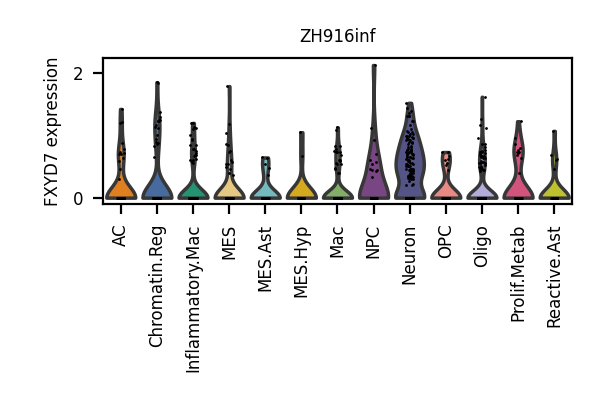 ZH916inf
FXYD7 expression
2
0
AC
Chromatin.Reg
Inflammatory.Mac
MES
MES.Ast
MES.Hyp
Mac
NPC
Neuron
OPC
Oligo
Prolif.Metab
Reactive.Ast